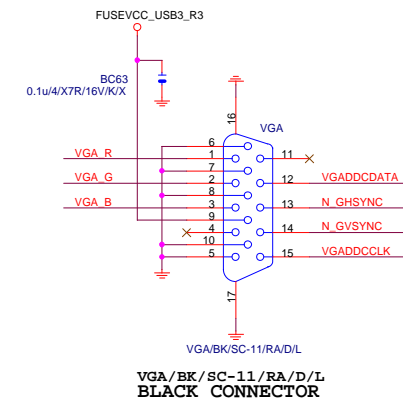 FUSEVCC_USB3_R3
BC63
0.1u/4/X7R/16V/K/X
16
VGA
6
VGA_R 1 11
7
VGA_G 2 12 VGADDCDATA
8
VGA_B 3 13 N_GHSYNC
9
4 14 N_GVSYNC
10
5 15 VGADDCCLK
17
VGA/BK/SC-11/RA/D/L
VGA/BK/SC-11/RA/D/L
BLACK CONNECTOR